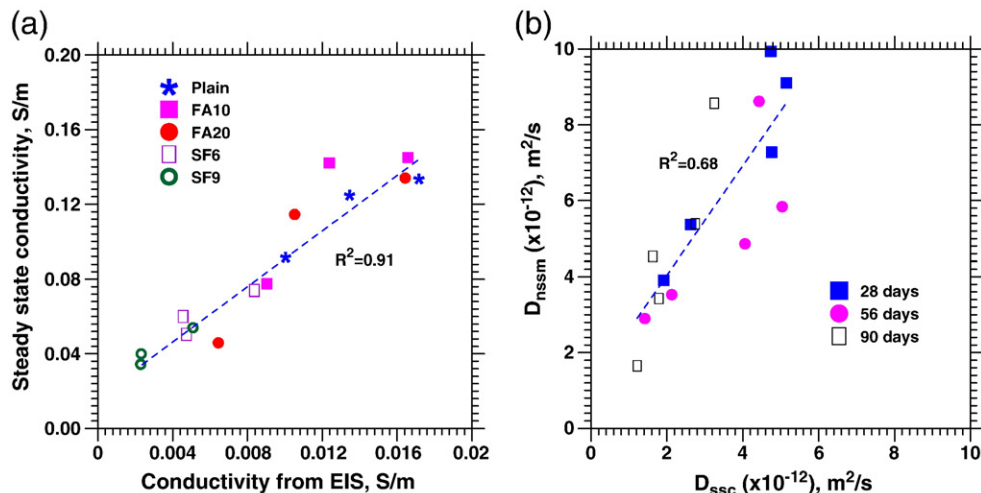 (a)
0.20
0.16
0.12
0.08
0.04
0.00
Steady state conductivity, S/m
Plain
FA10
FA20
SF6
SF9
R²=0.91
0 0.004 0.008 0.012 0.016 0.02
Conductivity from EIS, S/m
(b)
10
8
6
4
2
0
Dnssm (x10⁻¹²), m²/s
R²=0.68
28 days
56 days
90 days
0 2 4 6 8 10
Dssc (x10⁻¹²), m²/s